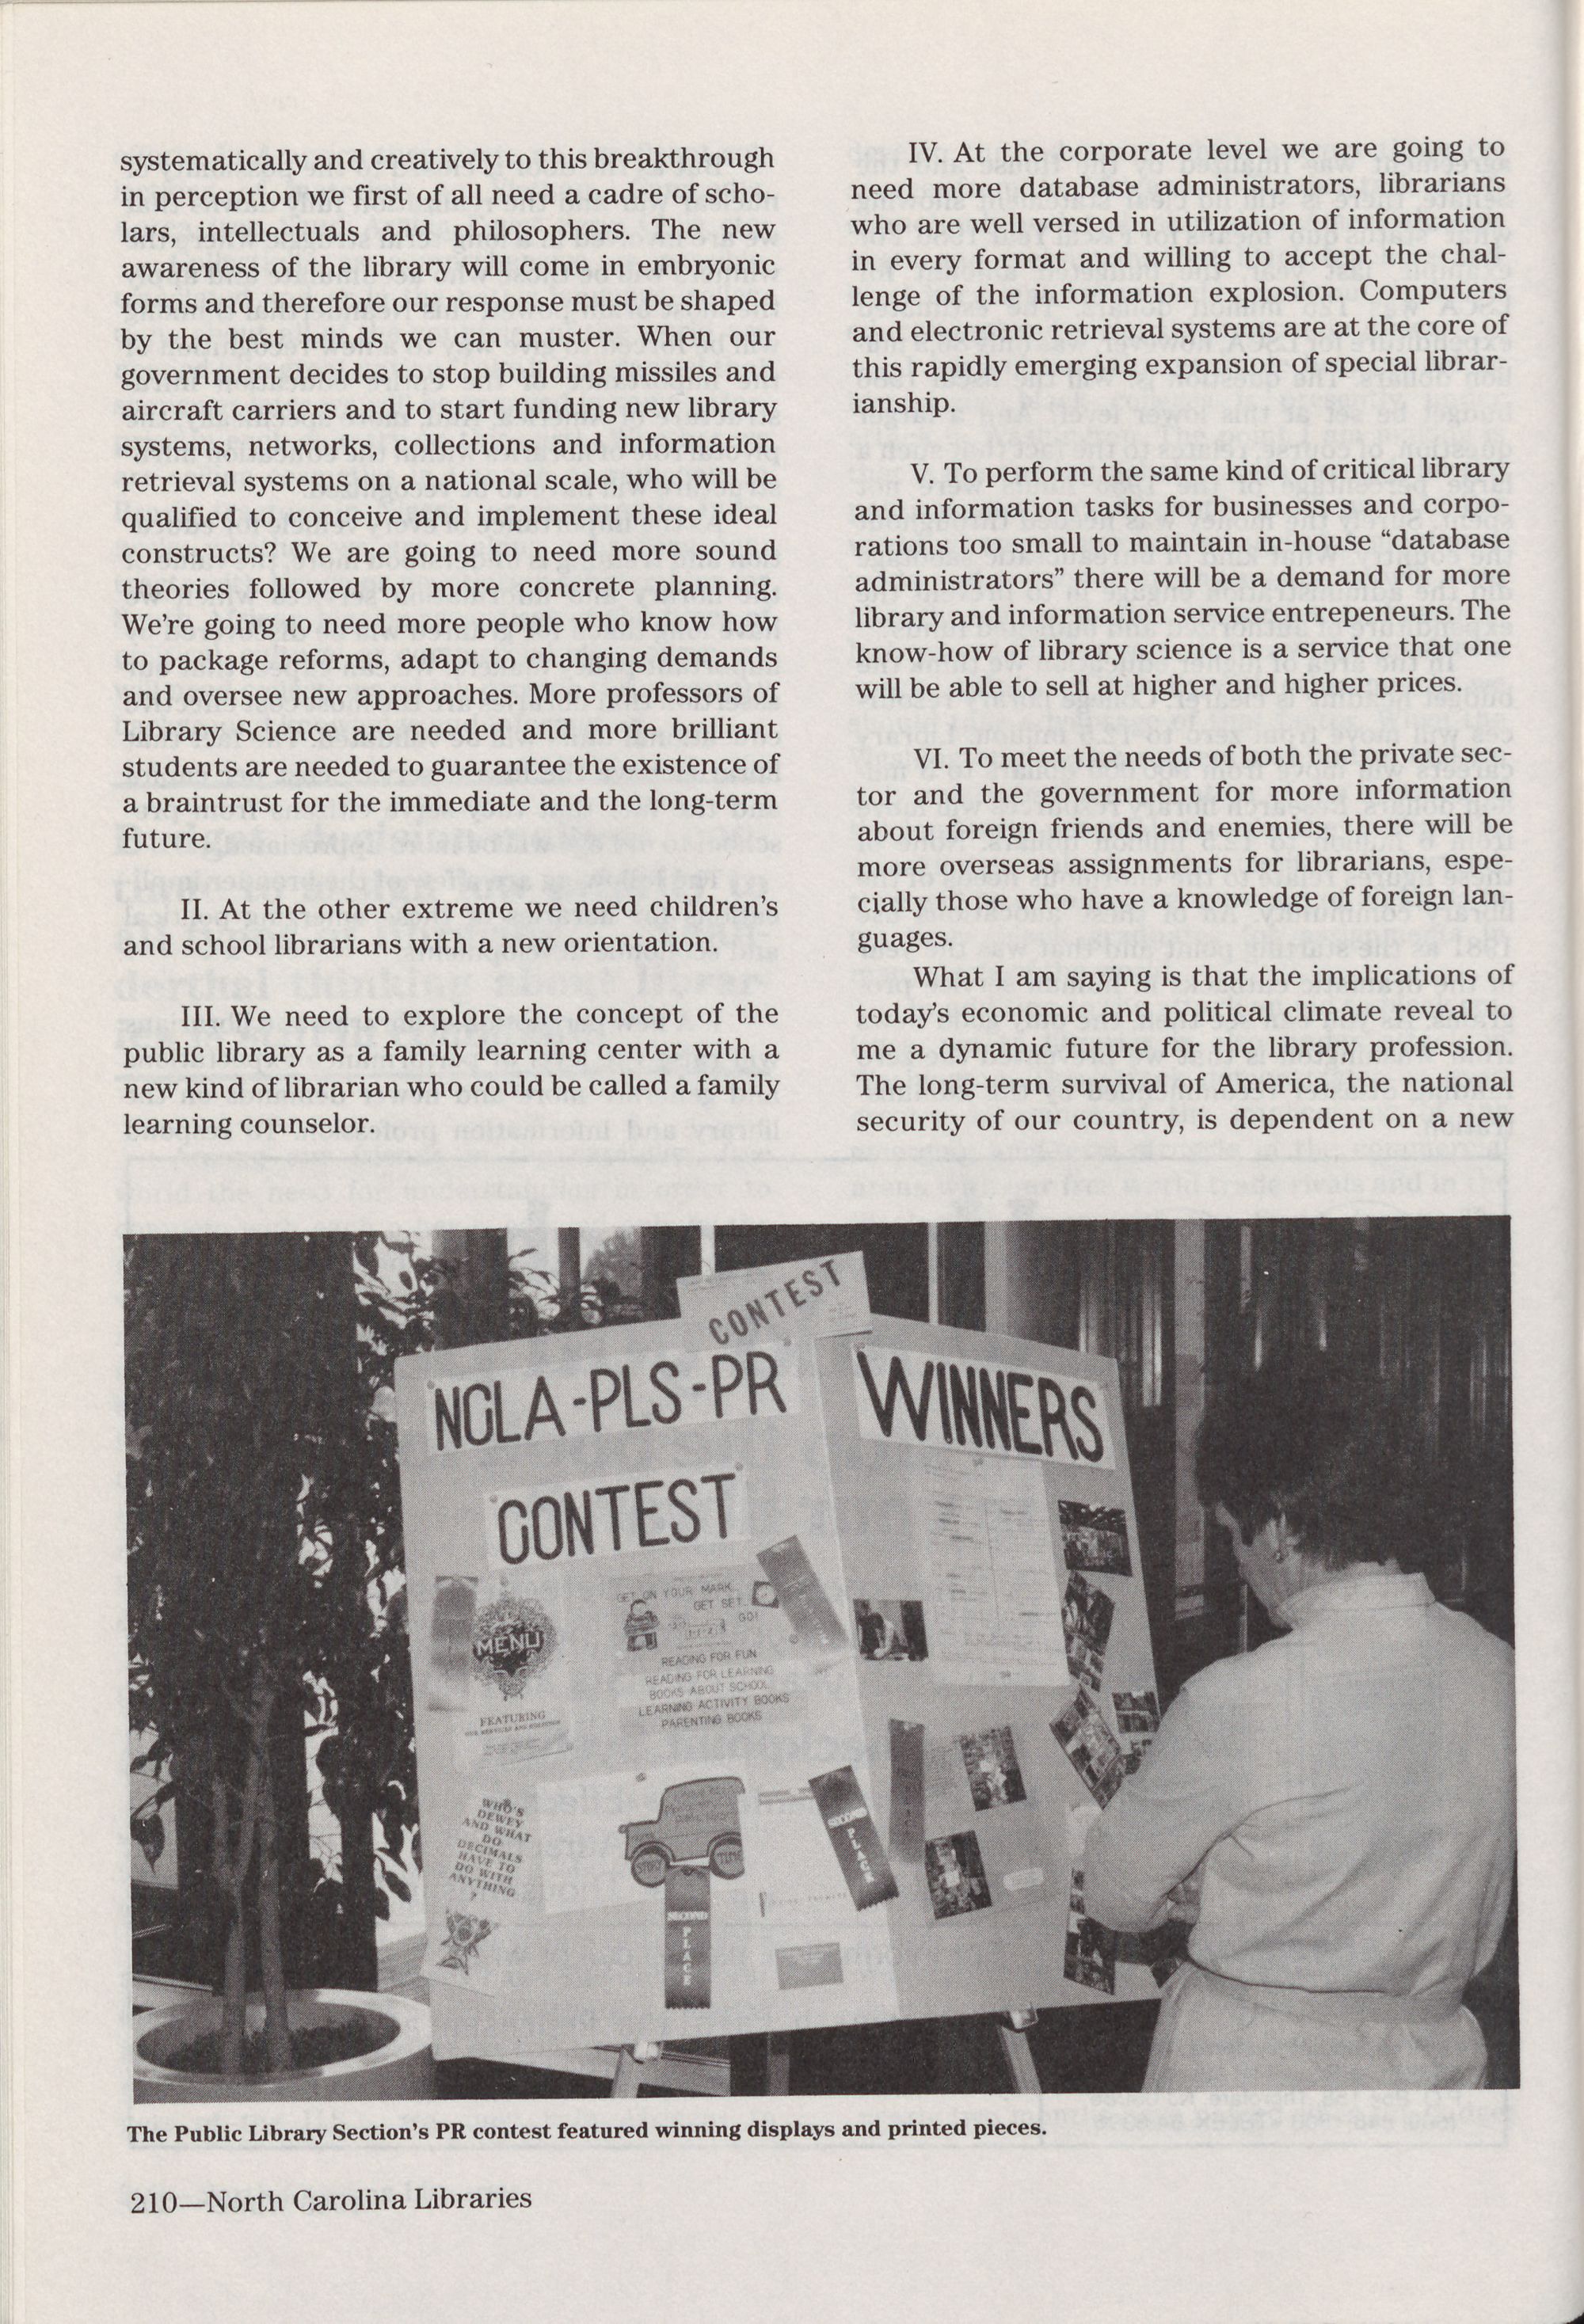 systematically and creatively to this breakthrough
in perception we first of all need a cadre of scho-
lars, intellectuals and philosophers. The new
awareness of the library will come in embryonic
forms and therefore our response must be shaped
by the best minds we can muster. When our
government decides to stop building missiles and
aircraft carriers and to start funding new library
systems, networks, collections and information
retrieval systems on a national scale, who will be
qualified to conceive and implement these ideal
constructs? We are going to need more sound
theories followed by more concrete planning.
We're going to need more people who know how
to package reforms, adapt to changing demands
and oversee new approaches. More professors of
Library Science are needed and more brilliant
students are needed to guarantee the existence of
a braintrust for the immediate and the long-term
future.
II. At the other extreme we need children's
and school librarians with a new orientation.
III. We need to explore the concept of the
public library as a family learning center with a
new kind of librarian who could be called a family
learning counselor.
IV. At the corporate level we are going to
need more database administrators, librarians
who are well versed in utilization of information
in every format and willing to accept the chal-
lenge of the information explosion. Computers
and electronic retrieval systems are at the core of
this rapidly emerging expansion of special librar-
ianship.
V. To perform the same kind of critical library
and information tasks for businesses and corpo-
rations too small to maintain in-house “database
administrators” there will be a demand for more
library and information service entrepeneurs. The
know-how of library science is a service that one
will be able to sell at higher and higher prices.
VI. To meet the needs of both the private sec-
tor and the government for more information
about foreign friends and enemies, there will be
more overseas assignments for librarians, espe-
cially those who have a knowledge of foreign lan-
guages.
What I am saying is that the implications of
today's economic and political climate reveal to
me a dynamic future for the library profession.
The long-term survival of America, the national
security of our country, is dependent on a new
CONTEST
NCLA-PLS-PR
WINNERS
CONTEST
MENU
FEATURING
GET ON YOUR MARK
GET SET
GO!
READING FOR FUN
READING FOR LEARNING
BOOKS ABOUT SCHOOL
LEARNING ACTIVITY BOOKS
PARENTING BOOKS
WHO'S
DEWEY
AND WHAT
DO
DECIMALS
HAVE TO
DO WITH
ANYTHING
?
STORY
TIME
SECOND
PLACE
SECOND
PLACE
The Public Library Section's PR contest featured winning displays and printed pieces.
210—North Carolina Libraries